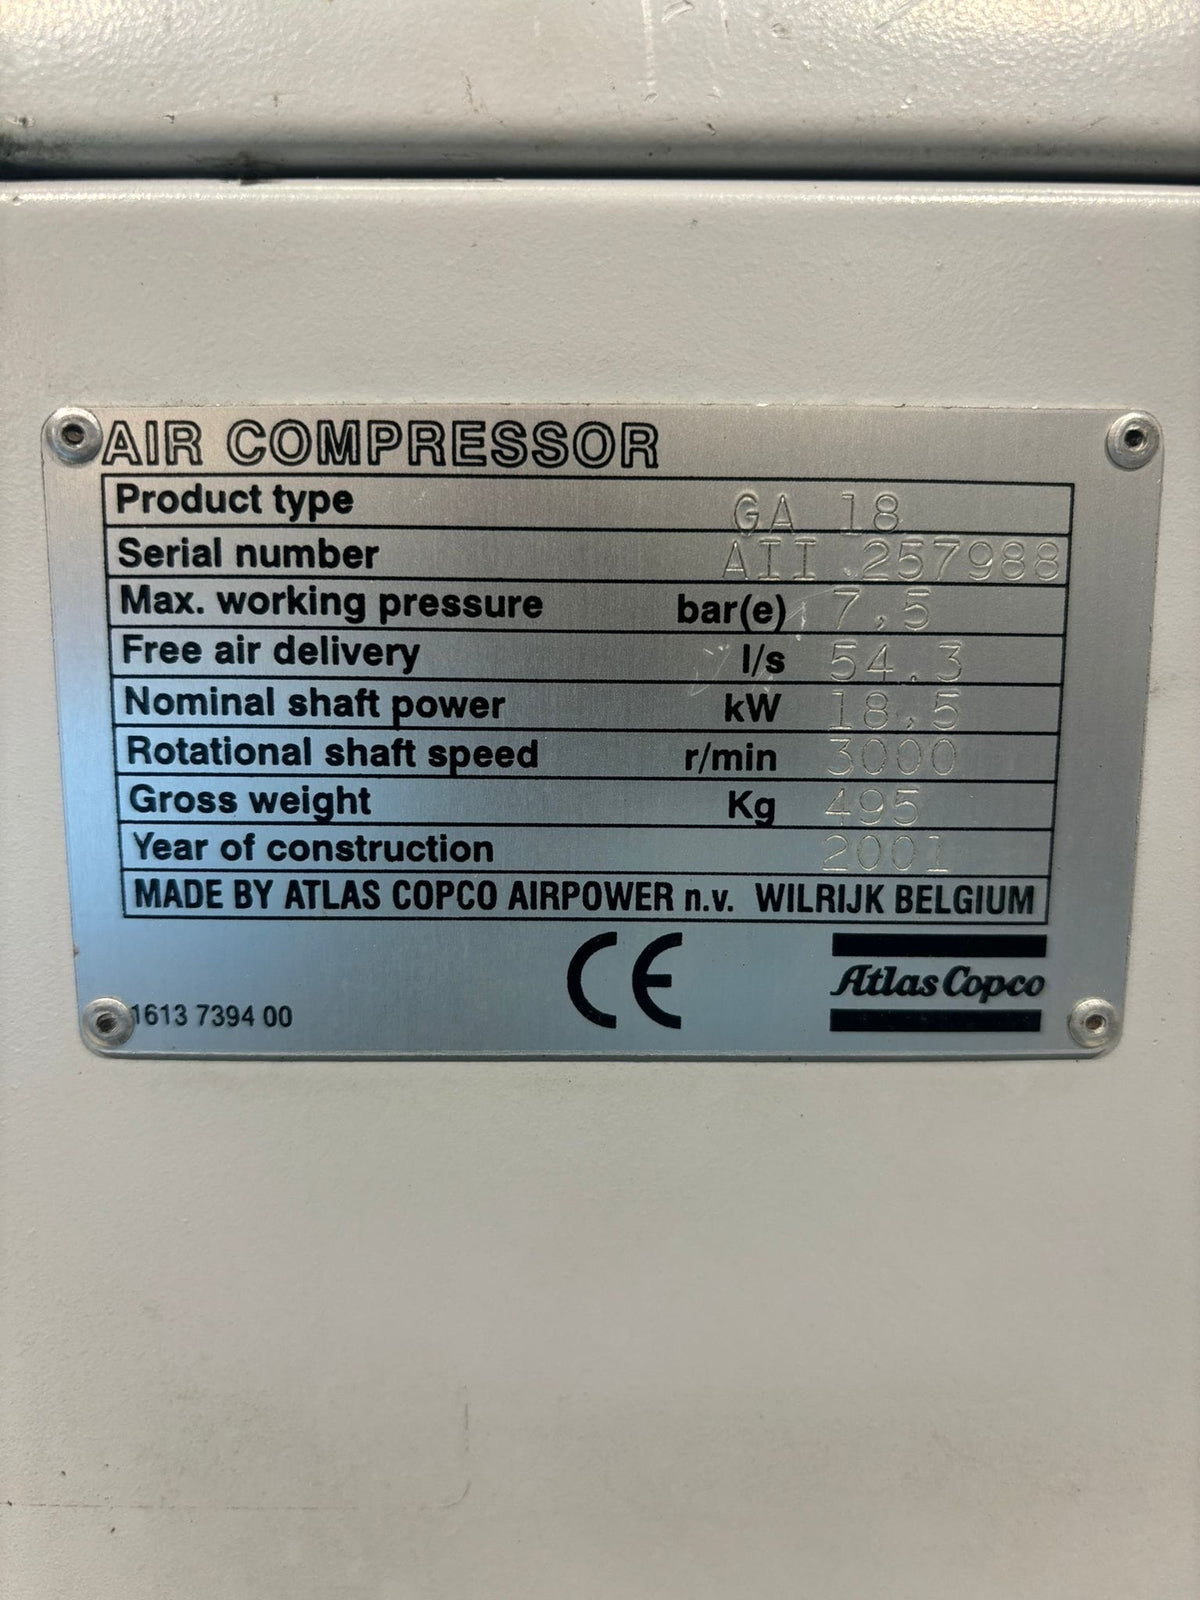 AIR COMPRESSOR
Product type GA 18
Serial number AII 257988
Max. working pressure bar(e) 7,5
Free air delivery l/s 54.3
Nominal shaft power kW 18,5
Rotational shaft speed r/min 3000
Gross weight Kg 495
Year of construction 2001
MADE BY ATLAS COPCO AIRPOWER n.v. WILRIJK BELGIUM
CE
Atlas Copco
1613 7394 00